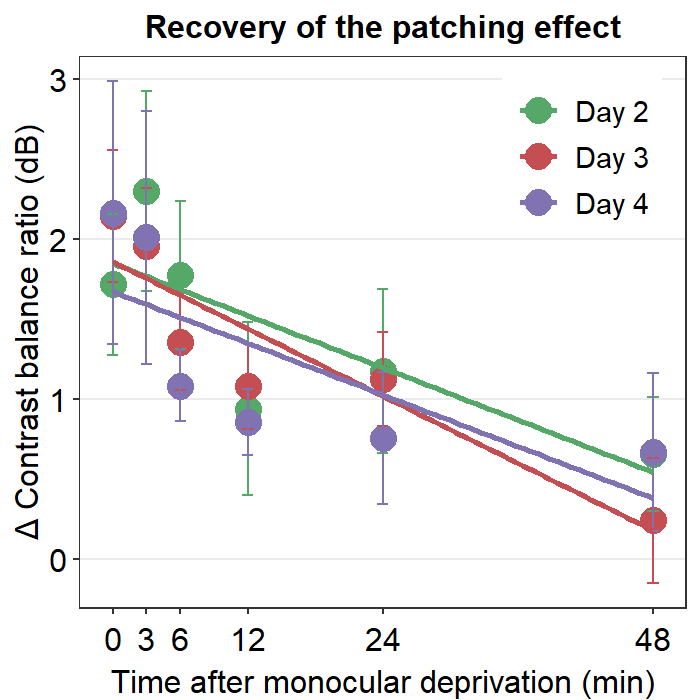 Recovery of the patching effect
Δ Contrast balance ratio (dB)
3
2
1
0
Day 2
Day 3
Day 4
0 3 6 12 24 48
Time after monocular deprivation (min)